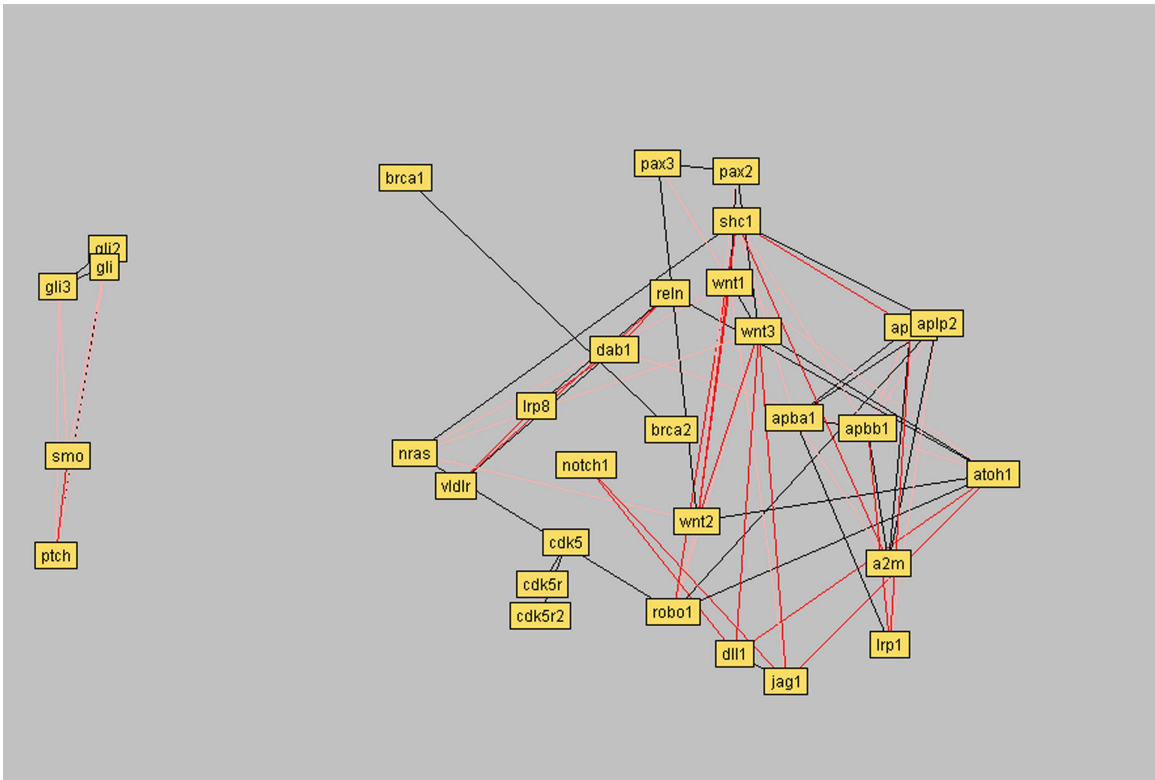 pax3
pax2
brca1
shc1
gli2
gli
gli3
wnt1
reln
wnt3
ap
aplp2
dab1
lrp8
apba1
apbb1
brca2
nras
smo
notch1
atoh1
vldlr
wnt2
cdk5
ptch
a2m
cdk5r
cdk5r2
robo1
lrp1
dll1
jag1